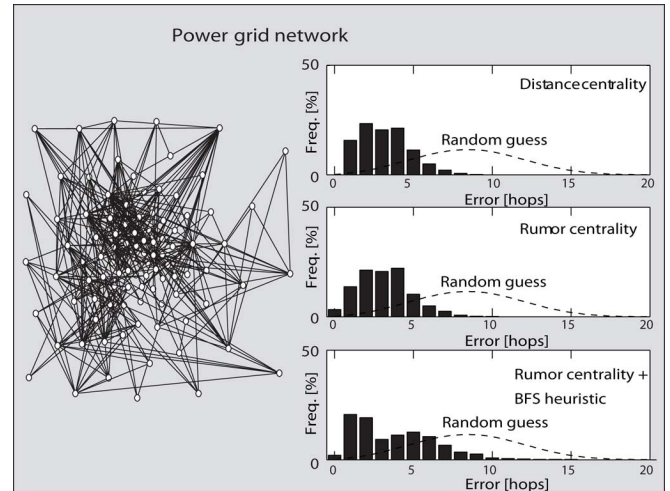 Power grid network
50
Freq. [%]
0
Distancecentrality
Random guess
0 5 10 15 20
Error [hops]
50
Freq. [%]
0
Rumor centrality
Random guess
0 5 10 15 20
Error [hops]
50
Freq. [%]
0
Rumor centrality +
BFS heuristic
Random guess
0 5 10 15 20
Error [hops]